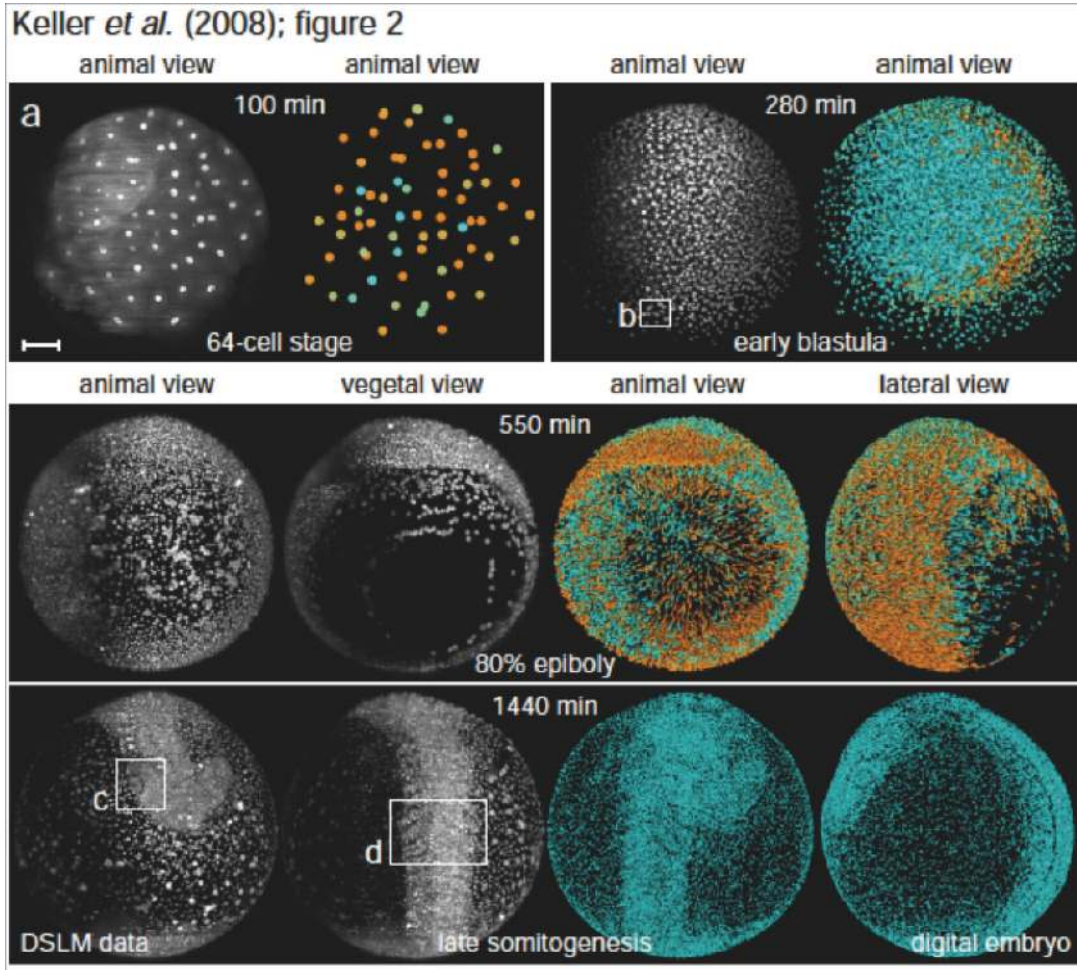 Keller et al. (2008); figure 2
animal view animal view animal view animal view
a 100 min 280 min
b
64-cell stage early blastula
animal view vegetal view animal view lateral view
550 min
80% epiboly
1440 min
c
d
DSLM data late somitogenesis digital embryo